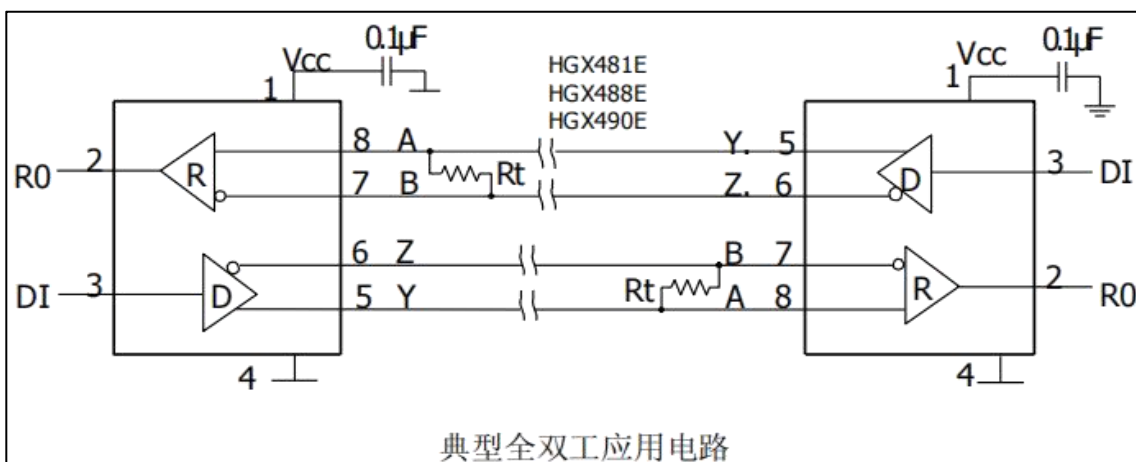 0.1μF
Vcc
1
HGX481E
HGX488E
HGX490E
0.1μF
Vcc
1
8 A
Y. 5
R0 2
R
Rt
D
3 DI
7 B
Z. 6
6 Z
B 7
DI 3
D
Rt
R
2 R0
5 Y
A 8
4
4
典型全双工应用电路